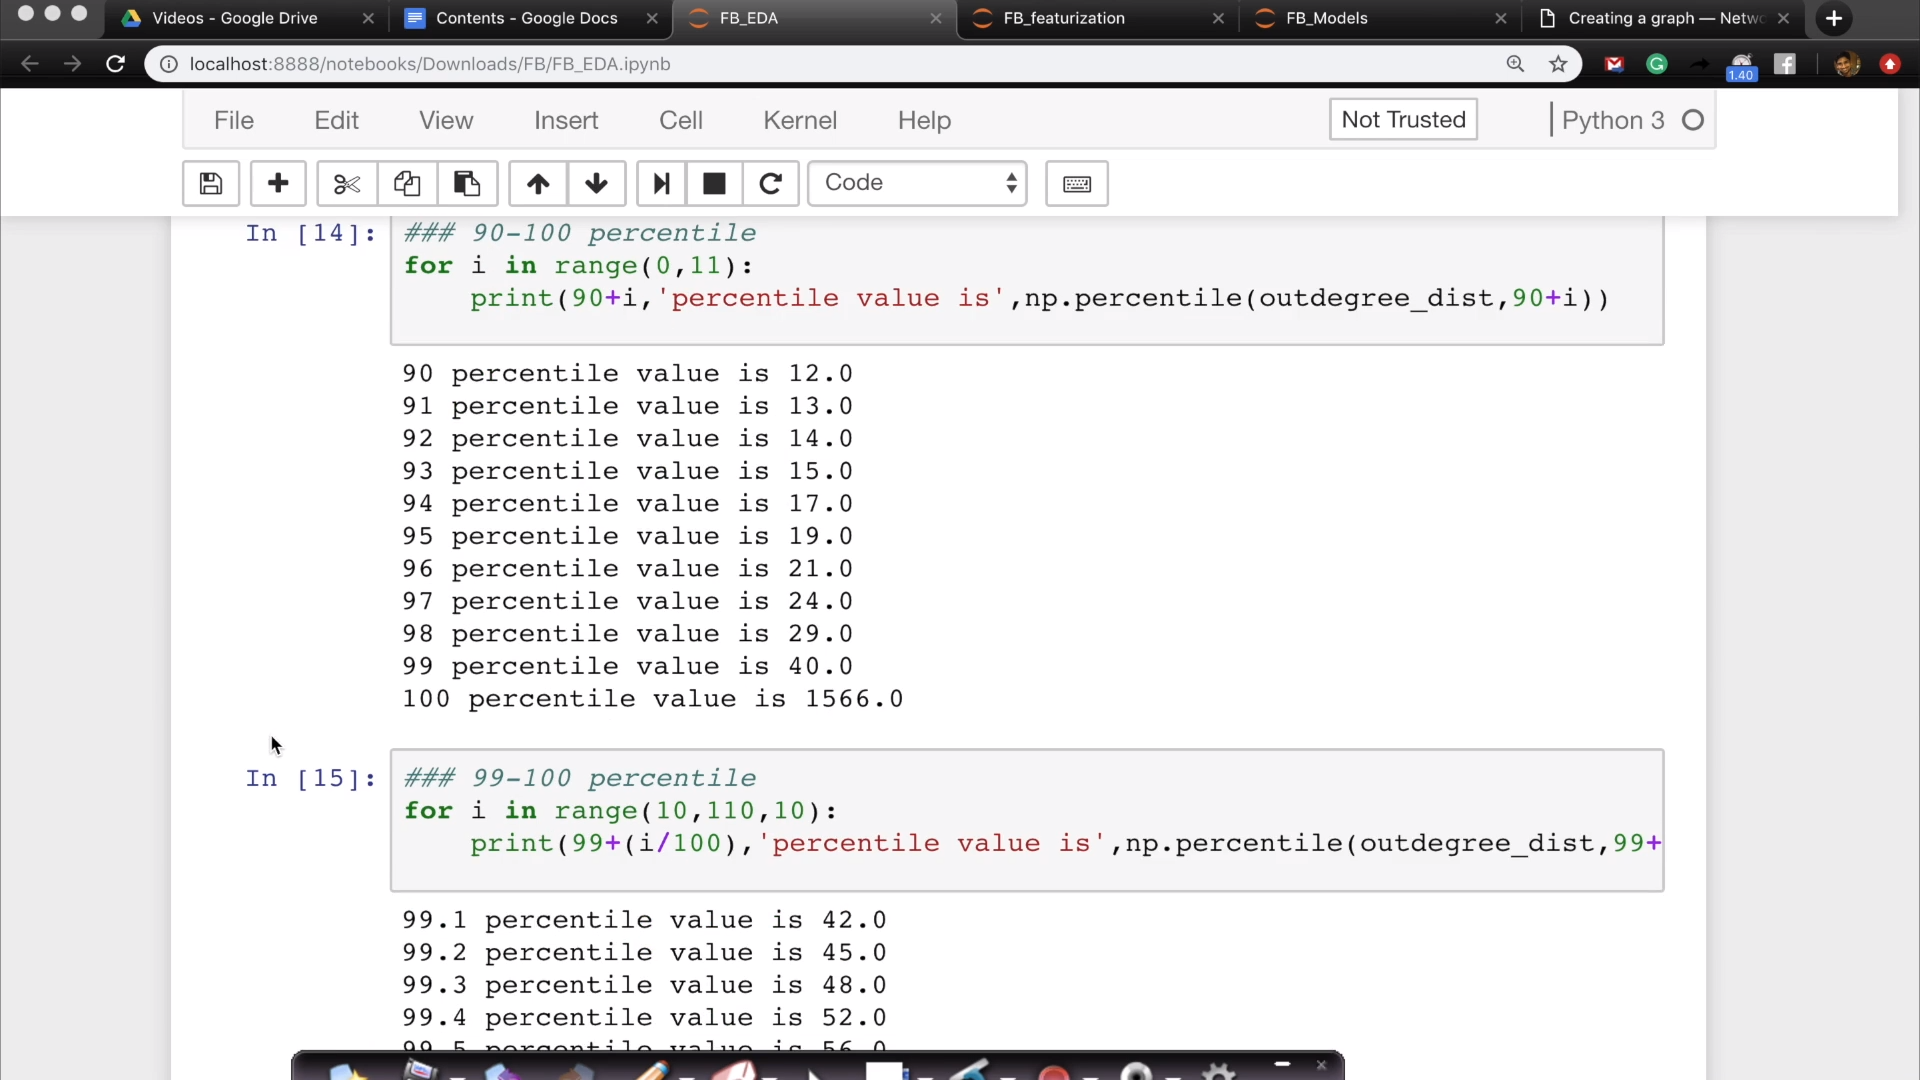 Videos - Google Drive
Contents - Google Docs
FB_EDA
FB_featurization
FB_Models
Creating a graph — Netw
localhost:8888/notebooks/Downloads/FB/FB_EDA.ipynb
1.40
File Edit View Insert Cell Kernel Help
Not Trusted
Python 3
Code
In [14]:
### 90-100 percentile
for i in range(0,11):
print(90+i,'percentile value is',np.percentile(outdegree_dist,90+i))
90 percentile value is 12.0
91 percentile value is 13.0
92 percentile value is 14.0
93 percentile value is 15.0
94 percentile value is 17.0
95 percentile value is 19.0
96 percentile value is 21.0
97 percentile value is 24.0
98 percentile value is 29.0
99 percentile value is 40.0
100 percentile value is 1566.0
In [15]:
### 99-100 percentile
for i in range(10,110,10):
print(99+(i/100),'percentile value is',np.percentile(outdegree_dist,99+
99.1 percentile value is 42.0
99.2 percentile value is 45.0
99.3 percentile value is 48.0
99.4 percentile value is 52.0
99.5 percentile value is 56.0